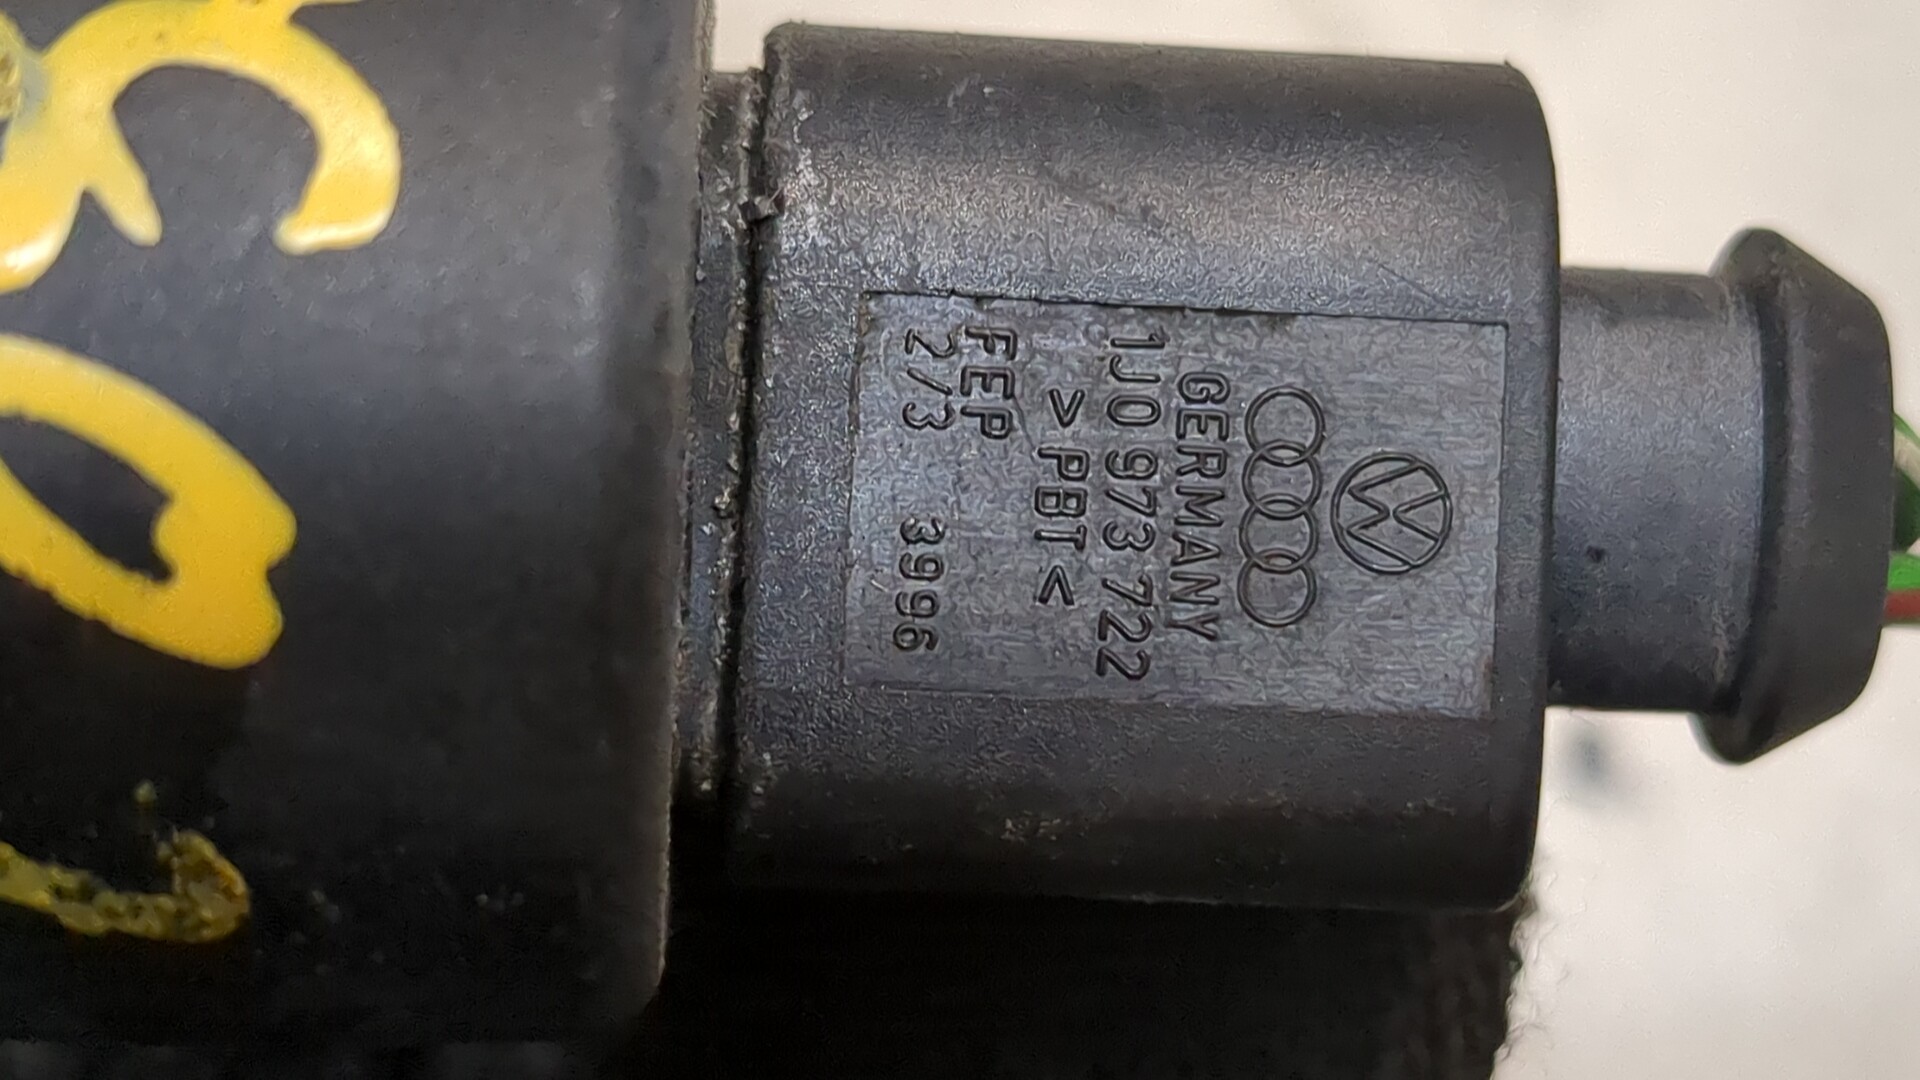 GERMANY
1J0 973 722
>PBT<
FEP
2/3 3996